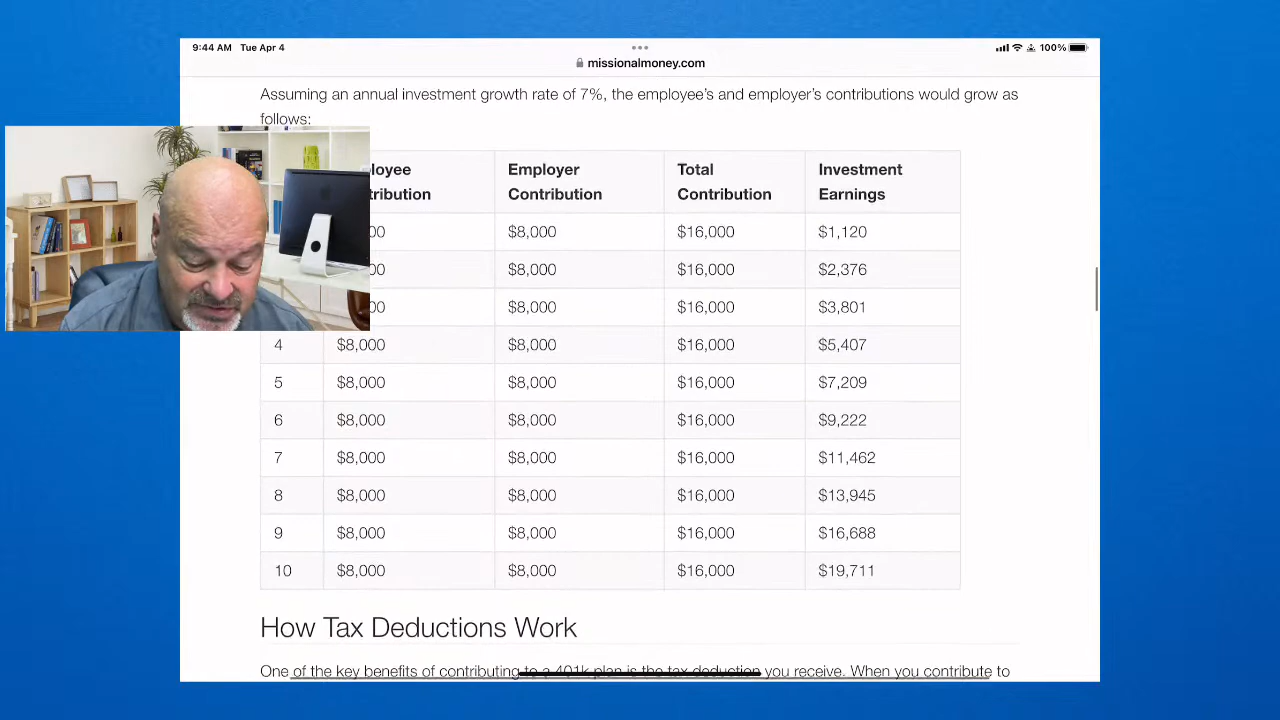 9:44 AM Tue Apr 4
100%
missionalmoney.com
Assuming an annual investment growth rate of 7%, the employee's and employer's contributions would grow as
follows:
Employer Total Investment
Contribution Contribution Contribution Earnings
$8,000 $16,000 $1,120
$8,000 $16,000 $2,376
$8,000 $16,000 $3,801
4 $8,000 $8,000 $16,000 $5,407
5 $8,000 $8,000 $16,000 $7,209
6 $8,000 $8,000 $16,000 $9,222
7 $8,000 $8,000 $16,000 $11,462
8 $8,000 $8,000 $16,000 $13,945
9 $8,000 $8,000 $16,000 $16,688
10 $8,000 $8,000 $16,000 $19,711
How Tax Deductions Work
One of the key benefits of contributing to a 401k plan is the tax deduction you receive. When you contribute to